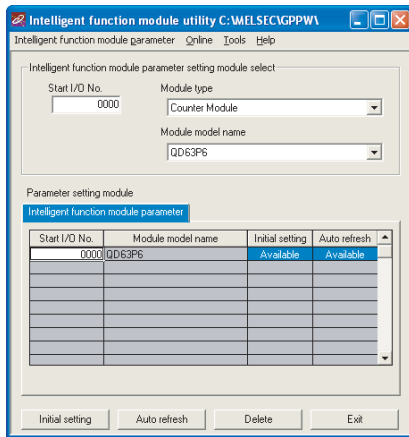 Intelligent function module utility C:\MELSEC\GPPW\
Intelligent function module parameter Online Tools Help
Intelligent function module parameter setting module select
Start I/O No. Module type
0000 Counter Module
Module model name
QD63P6
Parameter setting module
Intelligent function module parameter
Start I/O No. Module model name Initial setting Auto refresh
0000 QD63P6 Available Available
Initial setting Auto refresh Delete Exit